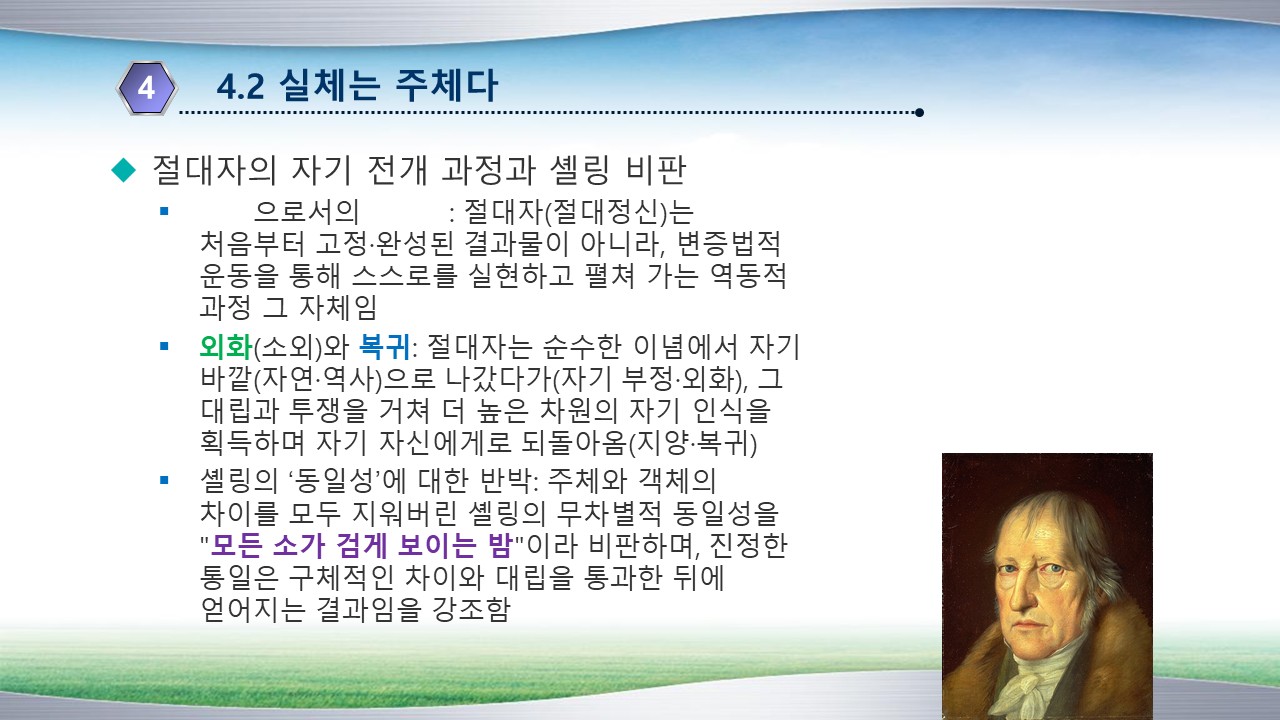 4
4.2 실체는 주체다
절대자의 자기 전개 과정과 셸링 비판
으로서의 : 절대자(절대정신)는
처음부터 고정·완성된 결과물이 아니라, 변증법적
운동을 통해 스스로를 실현하고 펼쳐 가는 역동적
과정 그 자체임
외화(소외)와 복귀: 절대자는 순수한 이념에서 자기
바깥(자연·역사)으로 나갔다가(자기 부정·외화), 그
대립과 투쟁을 거쳐 더 높은 차원의 자기 인식을
획득하며 자기 자신에게로 되돌아옴(지양·복귀)
셸링의 ‘동일성’에 대한 반박: 주체와 객체의
차이를 모두 지워버린 셸링의 무차별적 동일성을
"모든 소가 검게 보이는 밤"이라 비판하며, 진정한
통일은 구체적인 차이와 대립을 통과한 뒤에
얻어지는 결과임을 강조함